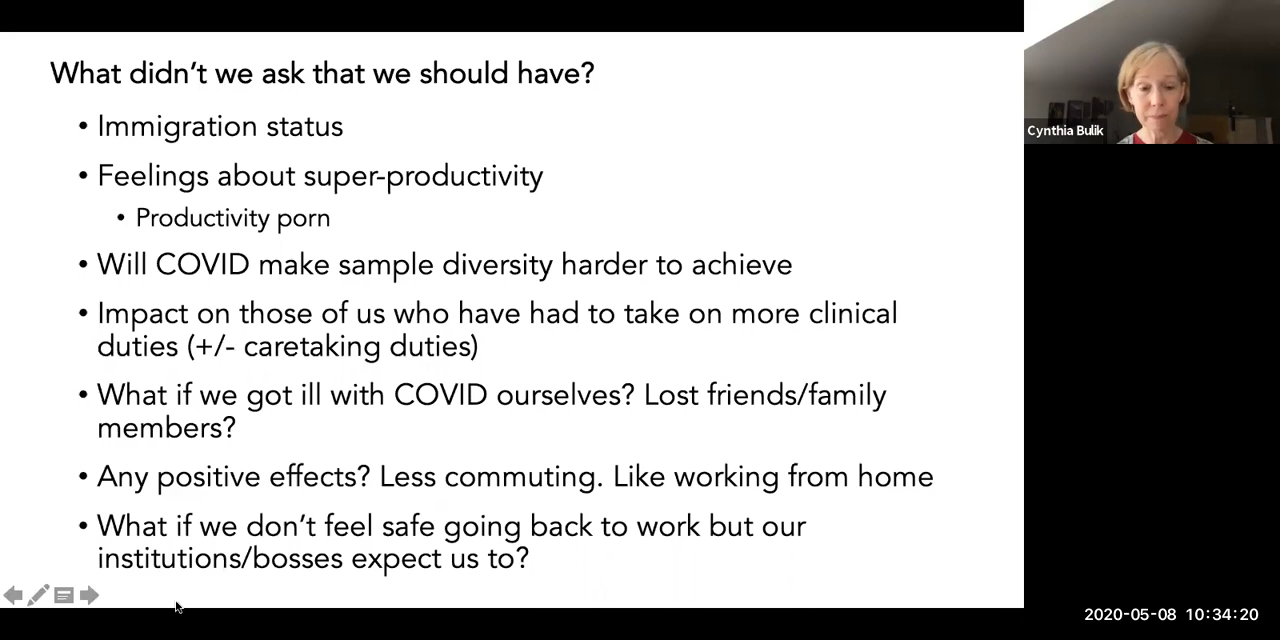 What didn’t we ask that we should have?
• Immigration status
• Feelings about super-productivity
• Productivity porn
• Will COVID make sample diversity harder to achieve
• Impact on those of us who have had to take on more clinical
duties (+/- caretaking duties)
• What if we got ill with COVID ourselves? Lost friends/family
members?
• Any positive effects? Less commuting. Like working from home
• What if we don’t feel safe going back to work but our
institutions/bosses expect us to?
Cynthia Bulik
2020-05-08 10:34:20